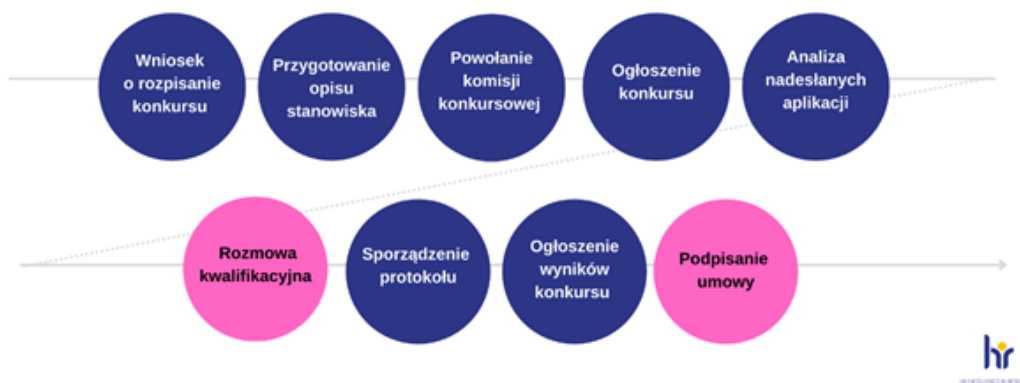 Wniosek
o rozpisanie
konkursu
Przygotowanie
opisu
stanowiska
Powołanie
komisji
konkursowej
Ogłoszenie
konkursu
Analiza
nadesłanych
aplikacji
Rozmowa
kwalifikacyjna
Sporządzenie
protokołu
Ogłoszenie
wyników
konkursu
Podpisanie
umowy
hr